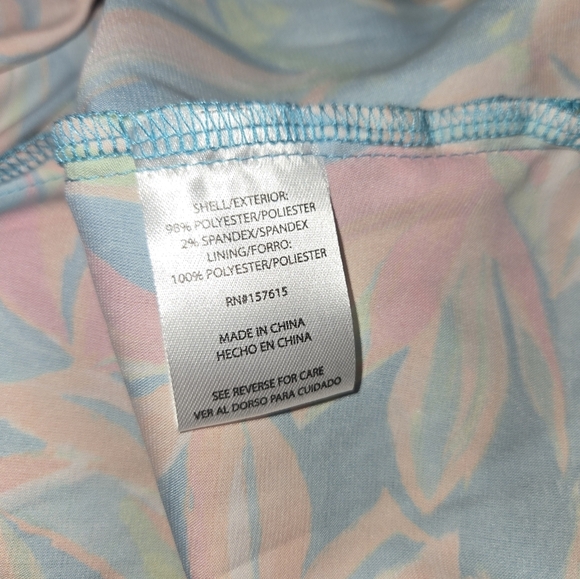 SHELL/EXTERIOR:
98% POLYESTER/POLIESTER
2% SPANDEX/SPANDEX
LINING/FORRO:
100% POLYESTER/POLIESTER
RN#157615
MADE IN CHINA
HECHO EN CHINA
SEE REVERSE FOR CARE
VER AL DORSO PARA CUIDADO